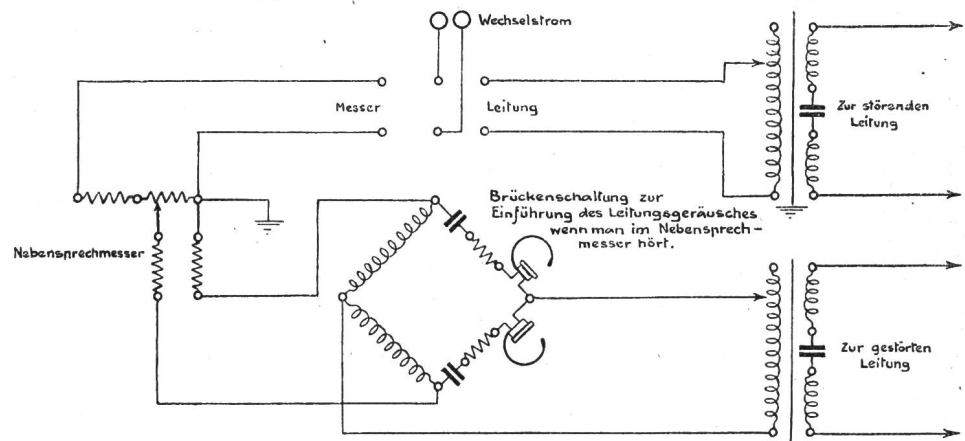 Wechselstrom
Messer
Leitung
Zur störenden
Leitung
Brückenschaltung zur
Einführung des Leitungsgeräusches
wenn man im Nebensprech-
messer hört.
Nebensprechmesser
Zur gestörten
Leitung